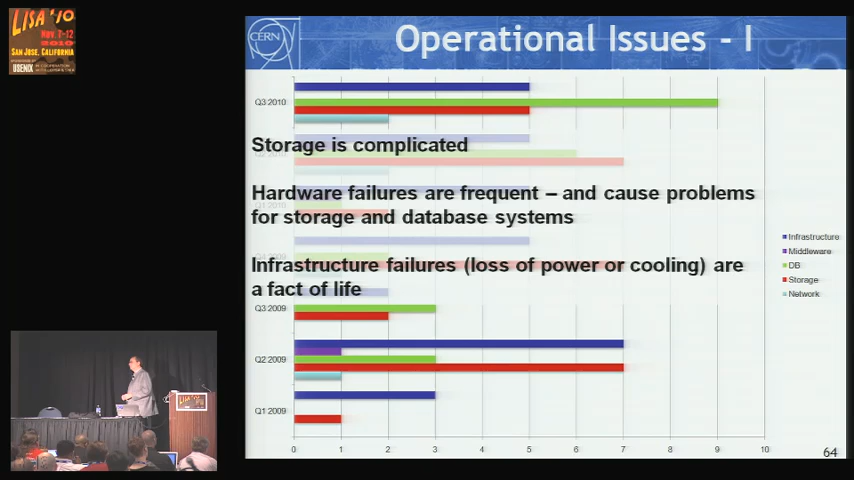 LISA'10
Nov 7-12
2010
SAN JOSE, CALIFORNIA
USENIX
CERN
Operational Issues - I
Q3 2010
Storage is complicated
Hardware failures are frequent – and cause problems
for storage and database systems
Infrastructure failures (loss of power or cooling) are
a fact of life
Q3 2009
Q2 2009
Q1 2009
Infrastructure
Middleware
DB
Storage
Network
0 1 2 3 4 5 6 7 8 9 10
64
LISA'10